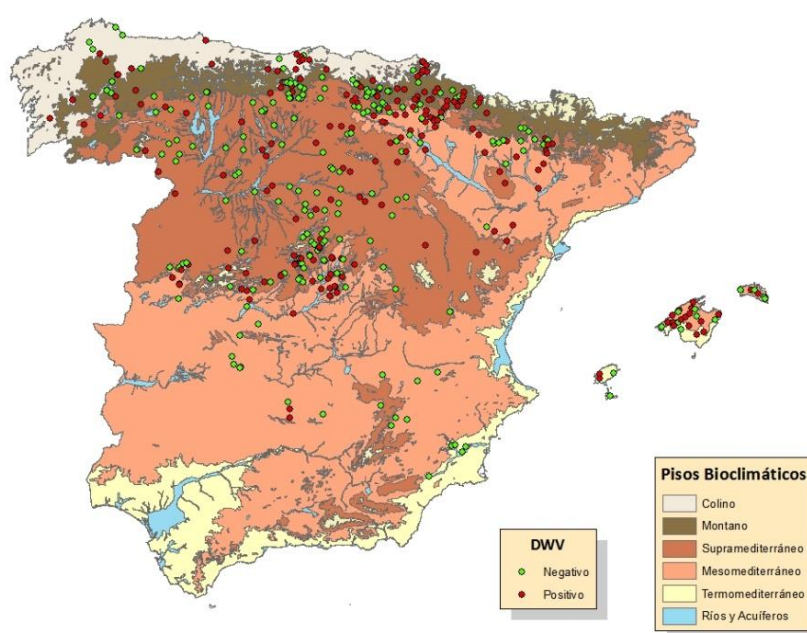 DWV
Negativo
Positivo
Pisos Bioclimáticos
Colino
Montano
Supramediterráneo
Mesomediterráneo
Termomediterráneo
Ríos y Acuíferos